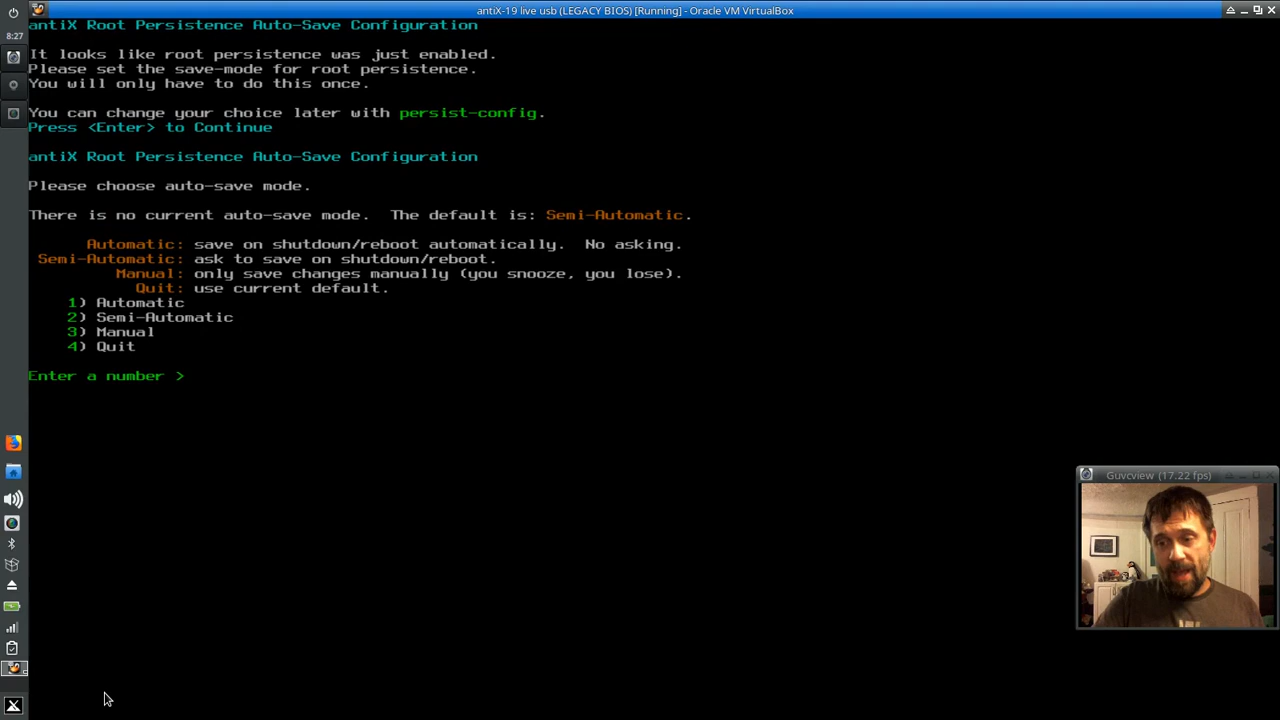 antiX-19 live usb (LEGACY BIOS) [Running] - Oracle VM VirtualBox
8:27
antiX Root Persistence Auto-Save Configuration
It looks like root persistence was just enabled.
Please set the save-mode for root persistence.
You will only have to do this once.
You can change your choice later with persist-config.
Press <Enter> to Continue
antiX Root Persistence Auto-Save Configuration
Please choose auto-save mode.
There is no current auto-save mode.  The default is: Semi-Automatic.
Automatic: save on shutdown/reboot automatically.  No asking.
Semi-Automatic: ask to save on shutdown/reboot.
Manual: only save changes manually (you snooze, you lose).
Quit: use current default.
1) Automatic
2) Semi-Automatic
3) Manual
4) Quit
Enter a number >
Guvcview (17.22 fps)